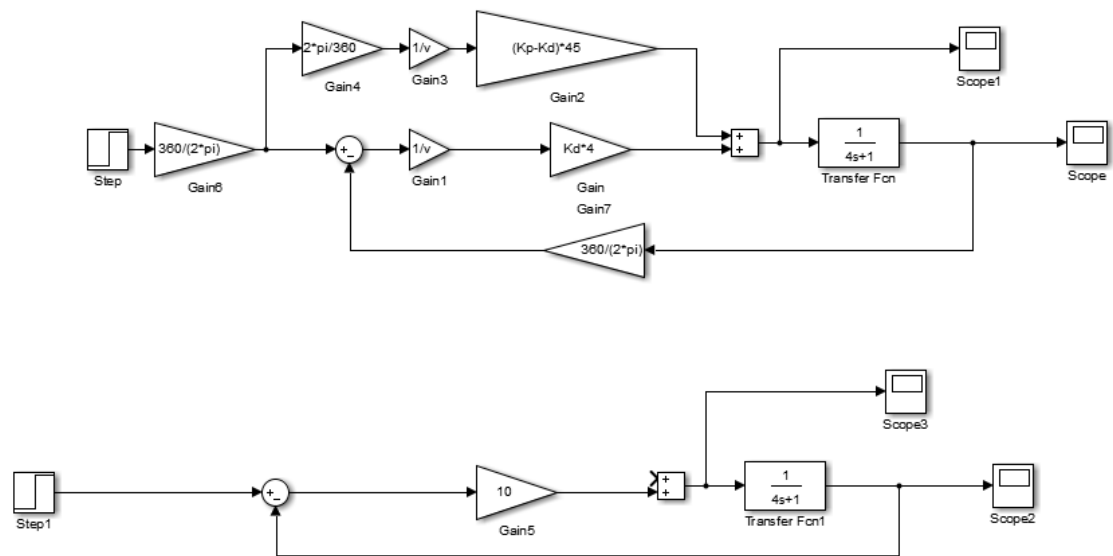 2*pi/360
1/v
(Kp-Kd)*45
Gain4
Gain3
Gain2
Scope1
Step
360/(2*pi)
Gain6
+
−
1/v
Gain1
Kd*4
Gain
+
+
1
4s+1
Transfer Fcn
Scope
Gain7
360/(2*pi)
Scope3
Step1
+
−
10
Gain5
+
+
1
4s+1
Transfer Fcn1
Scope2